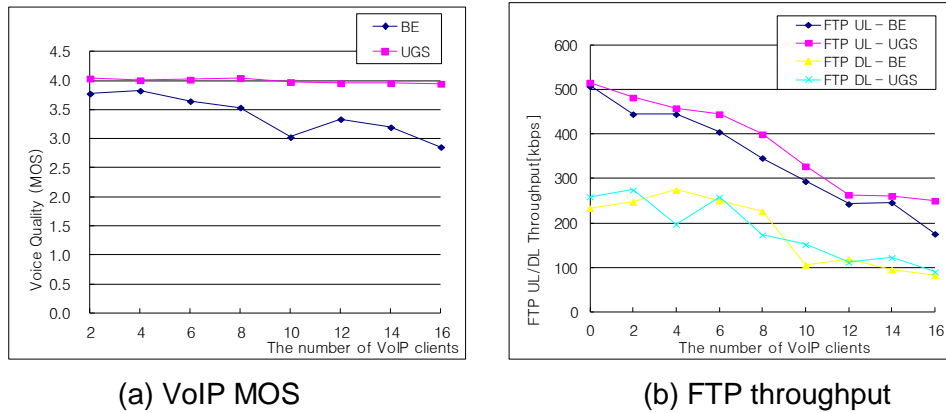 BE
UGS
4.5
4.0
3.5
3.0
2.5
2.0
1.5
1.0
0.5
0.0
Voice Quality (MOS)
2 4 6 8 10 12 14 16
The number of VoIP clients
(a) VoIP MOS
FTP UL - BE
FTP UL - UGS
FTP DL - BE
FTP DL - UGS
600
500
400
300
200
100
0
FTP UL/DL Throughput[kbps]
0 2 4 6 8 10 12 14 16
The number of VoIP clients
(b) FTP throughput